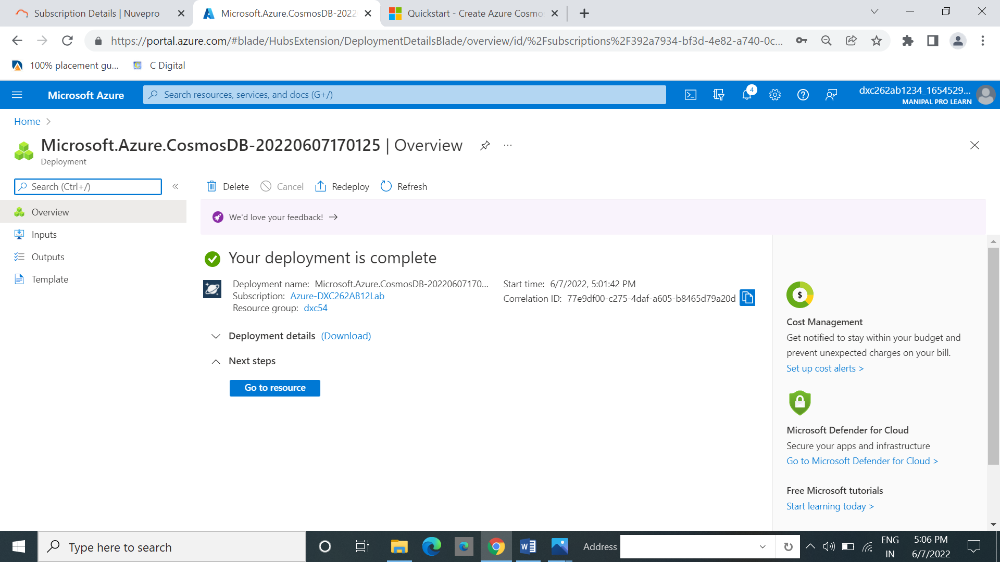 Subscription Details | Nuvepro
Microsoft.Azure.CosmosDB-2022
Quickstart - Create Azure Cosmo
https://portal.azure.com/#blade/HubsExtension/DeploymentDetailsBlade/overview/id/%2Fsubscriptions%2F392a7934-bf3d-4e82-a740-0c...
100% placement gu...
C Digital
Microsoft Azure
Search resources, services, and docs (G+/)
4
dxc262ab1234_1654529...
MANIPAL PRO LEARN
Home
Microsoft.Azure.CosmosDB-20220607170125 | Overview
...
Deployment
Search (Ctrl+/)
Delete
Cancel
Redeploy
Refresh
Overview
Inputs
Outputs
Template
We'd love your feedback!
Your deployment is complete
Deployment name: Microsoft.Azure.CosmosDB-20220607170...
Subscription: Azure-DXC262AB12Lab
Resource group: dxc54
Start time: 6/7/2022, 5:01:42 PM
Correlation ID: 77e9df00-c275-4daf-a605-b8465d79a20d
Deployment details (Download)
Next steps
Go to resource
$
Cost Management
Get notified to stay within your budget and
prevent unexpected charges on your bill.
Set up cost alerts >
Microsoft Defender for Cloud
Secure your apps and infrastructure
Go to Microsoft Defender for Cloud >
Free Microsoft tutorials
Start learning today >
Type here to search
Address
ENG
IN
5:06 PM
6/7/2022